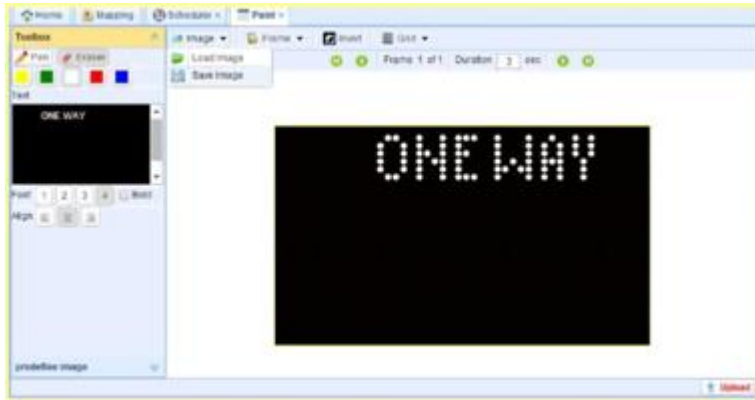 Home Mapping Scheduler Paint
Toolbox
Image Frame Invert Grid
Pen Eraser
Load Image
Save Image
Frame 1 of 1 Duration 3 sec
Text
ONE WAY
ONE WAY
Font 1 2 3 4 Bold
Align
predefine image
Upload